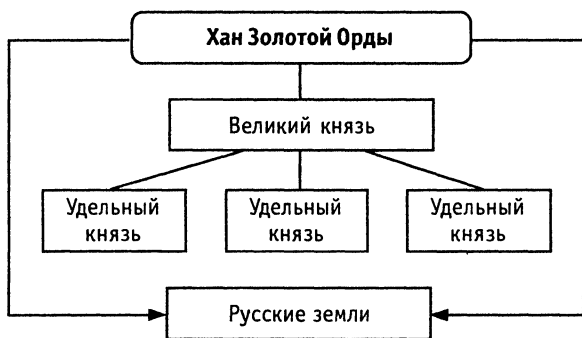 Хан Золотой Орды
Великий князь
Удельный
князь
Удельный
князь
Удельный
князь
Русские земли